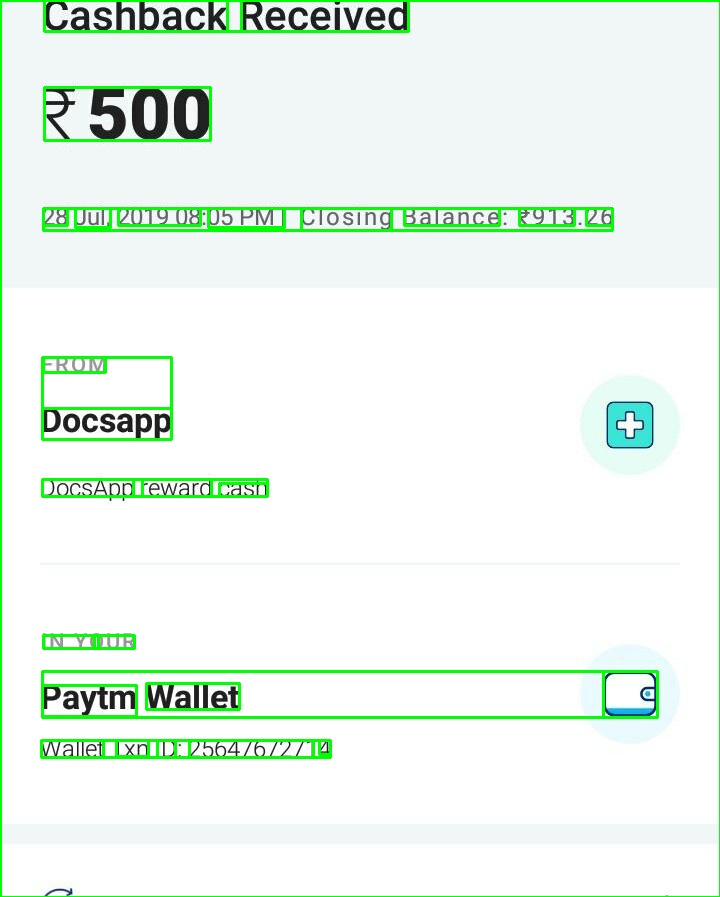 Cashback Received
₹ 500
28 Jul, 2019 08:05 PM | Closing Balance: ₹913.26
FROM
Docsapp
DocsApp reward cash
IN YOUR
Paytm Wallet
Wallet Txn ID: 25647672714